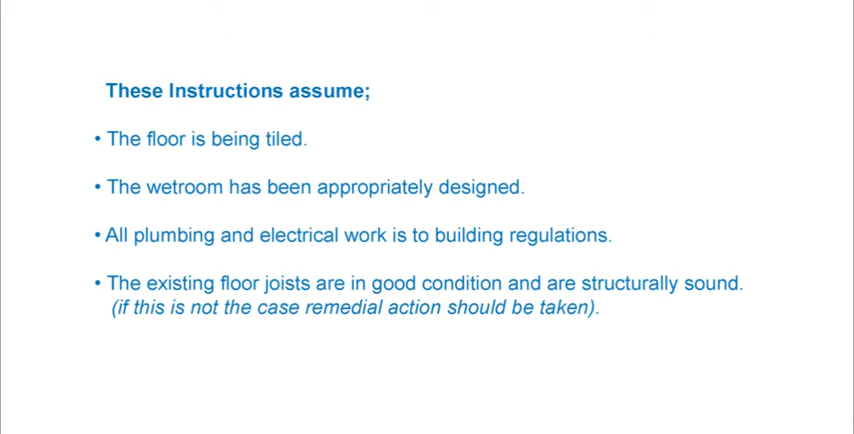 These Instructions assume;
• The floor is being tiled.
• The wetroom has been appropriately designed.
• All plumbing and electrical work is to building regulations.
• The existing floor joists are in good condition and are structurally sound.
(if this is not the case remedial action should be taken).